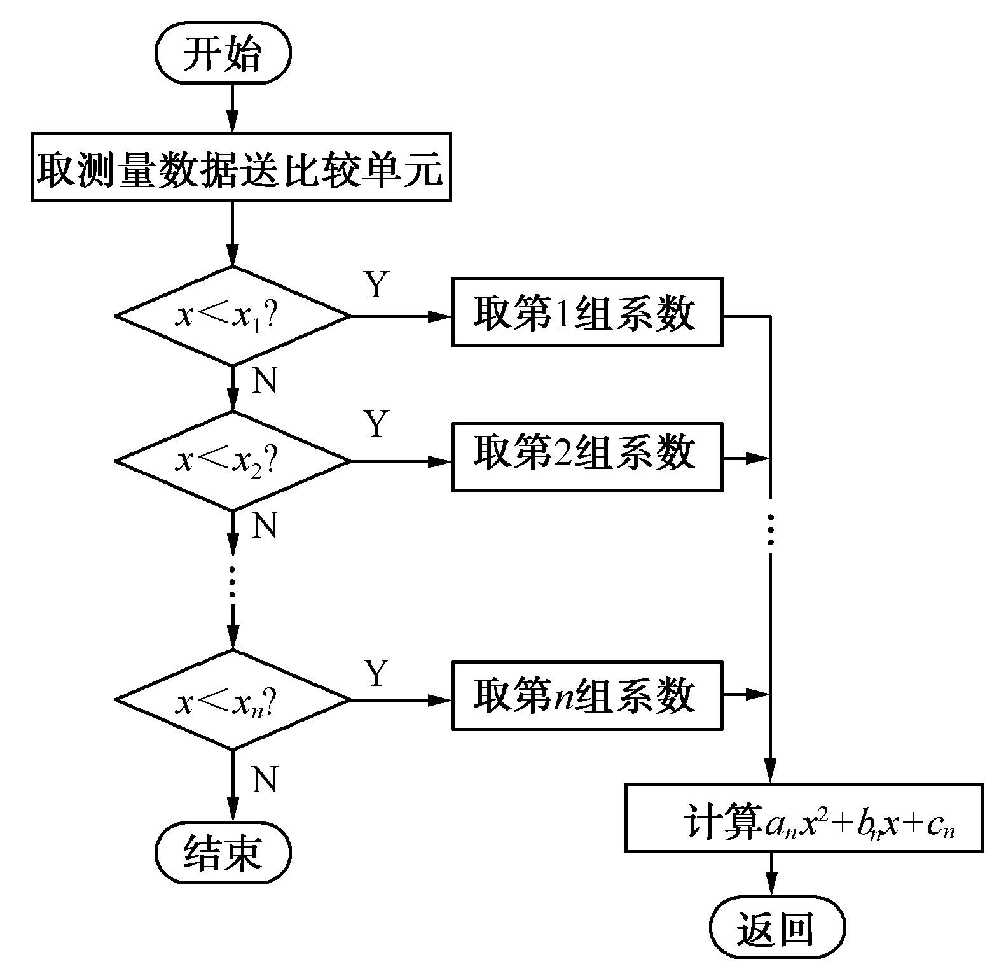 开始
取测量数据送比较单元
x<x₁?
Y
取第1组系数
N
x<x₂?
Y
取第2组系数
N
⋮
⋮
x<xₙ?
Y
取第n组系数
N
计算aₙx²+bₙx+cₙ
结束
返回